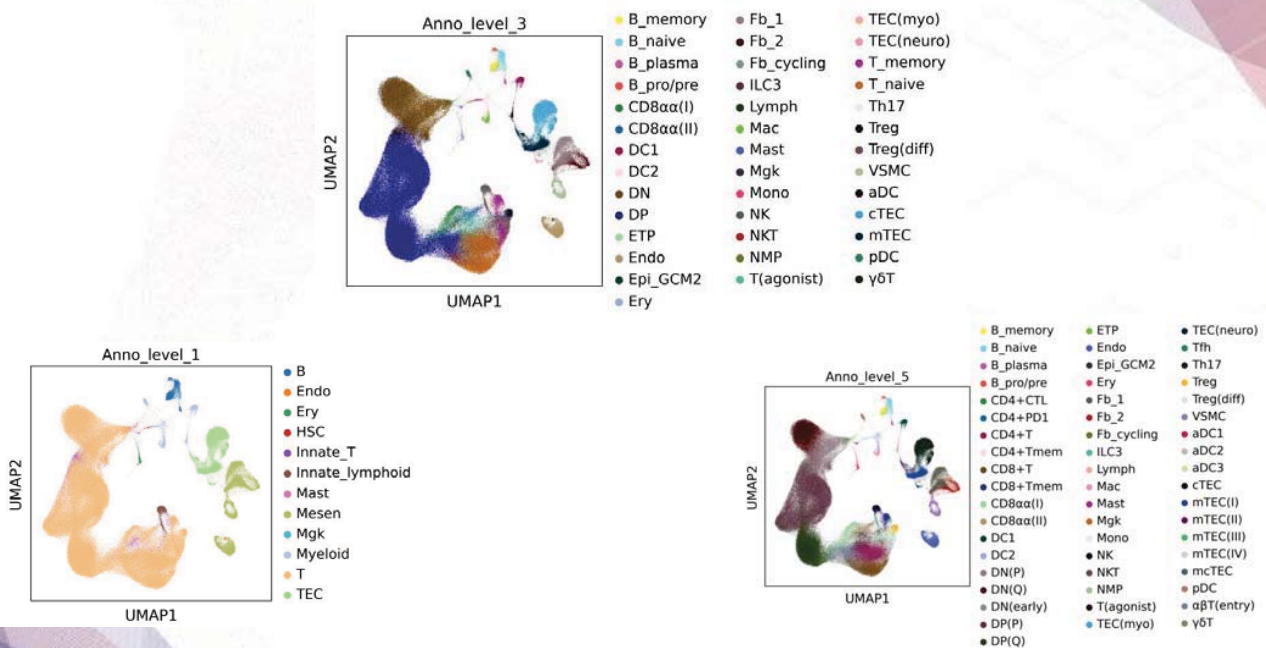 Anno_level_3
UMAP2
UMAP1
B_memory
B_naive
B_plasma
B_pro/pre
CD8αα(I)
CD8αα(II)
DC1
DC2
DN
DP
ETP
Endo
Epi_GCM2
Ery
Fb_1
Fb_2
Fb_cycling
ILC3
Lymph
Mac
Mast
Mgk
Mono
NK
NKT
NMP
T(agonist)
TEC(myo)
TEC(neuro)
T_memory
T_naive
Th17
Treg
Treg(diff)
VSMC
aDC
cTEC
mTEC
pDC
γδT
Anno_level_1
UMAP2
UMAP1
B
Endo
Ery
HSC
Innate_T
Innate_lymphoid
Mast
Mesen
Mgk
Myeloid
T
TEC
Anno_level_5
UMAP2
UMAP1
B_memory
B_naive
B_plasma
B_pro/pre
CD4+CTL
CD4+PD1
CD4+T
CD4+Tmem
CD8+T
CD8+Tmem
CD8αα(I)
CD8αα(II)
DC1
DC2
DN(P)
DN(Q)
DN(early)
DP(P)
DP(Q)
ETP
Endo
Epi_GCM2
Ery
Fb_1
Fb_2
Fb_cycling
ILC3
Lymph
Mac
Mast
Mgk
Mono
NK
NKT
NMP
T(agonist)
TEC(myo)
TEC(neuro)
Tfh
Th17
Treg
Treg(diff)
VSMC
aDC1
aDC2
aDC3
cTEC
mTEC(I)
mTEC(II)
mTEC(III)
mTEC(IV)
mcTEC
pDC
αβT(entry)
γδT